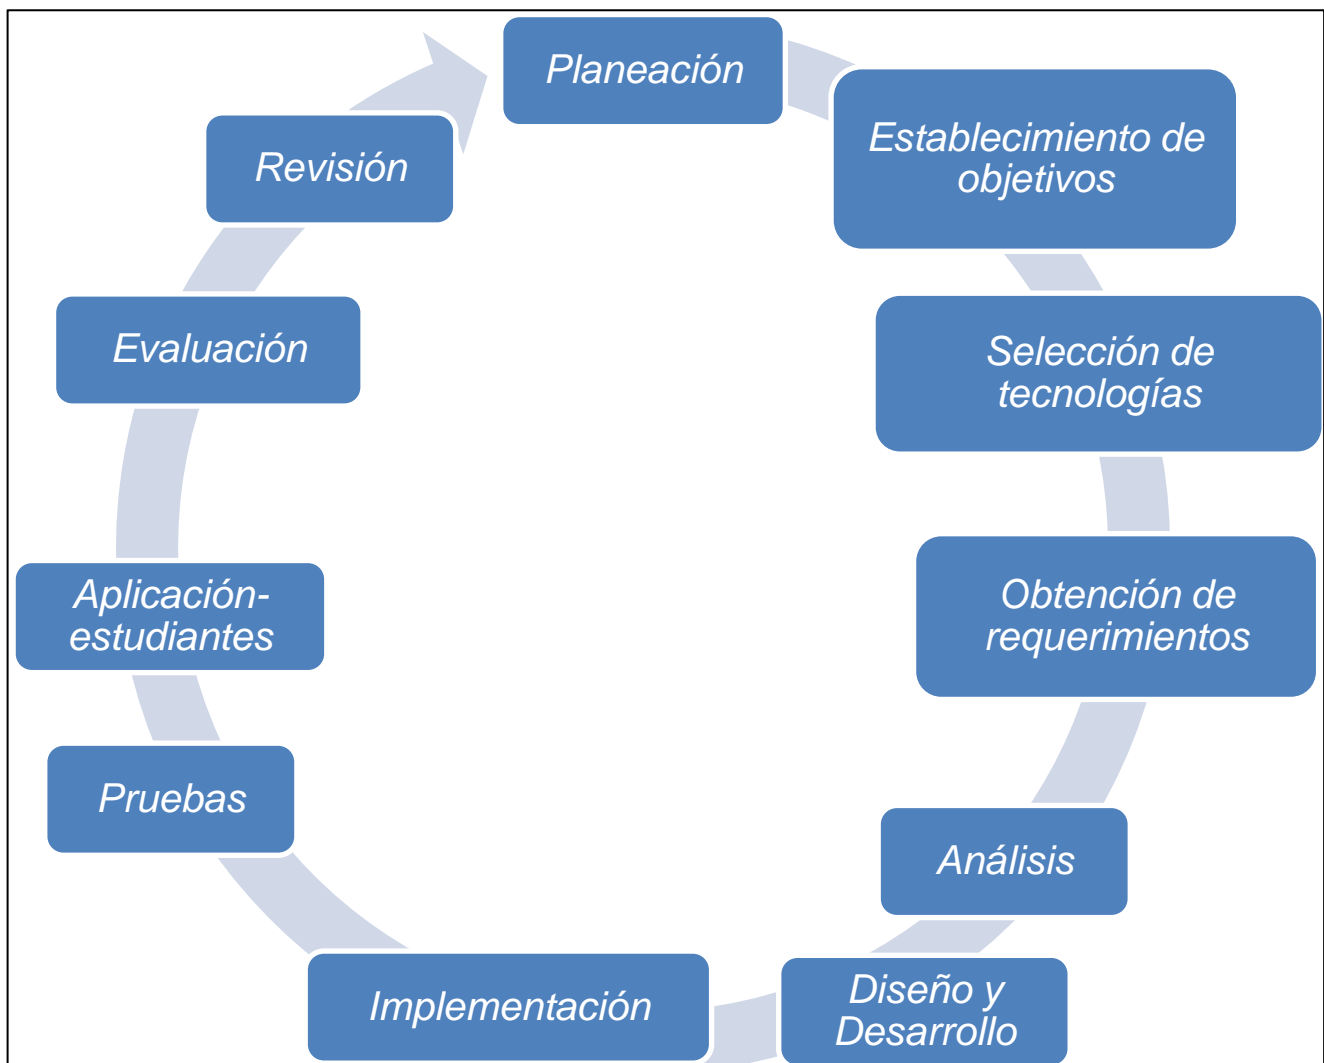 Planeación
Establecimiento de
objetivos
Selección de
tecnologías
Obtención de
requerimientos
Análisis
Diseño y
Desarrollo
Implementación
Pruebas
Aplicación-
estudiantes
Evaluación
Revisión